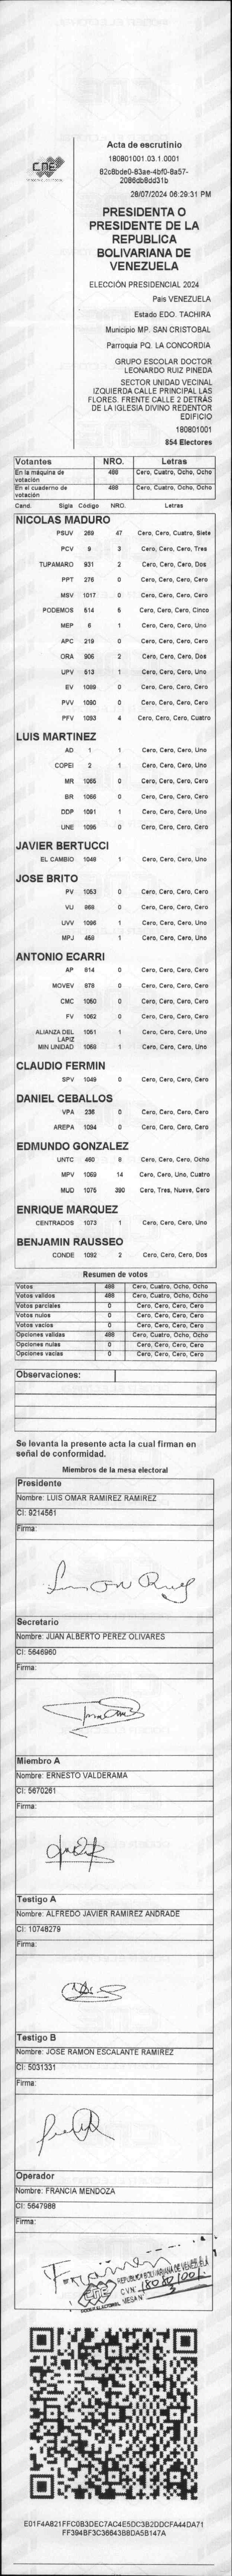 Acta de escrutinio
180801001.03.1.0001
82c8bde0-83ae-4bf0-8a57-
2086db8dd31b
28/07/2024 06:29:31 PM
PRESIDENTA O
PRESIDENTE DE LA
REPUBLICA
BOLIVARIANA DE
VENEZUELA
ELECCIÓN PRESIDENCIAL 2024
Pais VENEZUELA
Estado EDO. TACHIRA
Municipio MP. SAN CRISTOBAL
Parroquia PQ. LA CONCORDIA
GRUPO ESCOLAR DOCTOR
LEONARDO RUIZ PINEDA
SECTOR UNIDAD VECINAL
IZQUIERDA CALLE PRINCIPAL LAS
FLORES. FRENTE CALLE 2 DETRÁS
DE LA IGLESIA DIVINO REDENTOR
EDIFICIO
180801001
854 Electores
Votantes NRO. Letras
En la máquina de votación 488 Cero, Cuatro, Ocho, Ocho
En el cuaderno de votación 488 Cero, Cuatro, Ocho, Ocho
Cand. Sigla Código NRO. Letras
NICOLAS MADURO
PSUV 269 47 Cero, Cero, Cuatro, Siete
PCV 9 3 Cero, Cero, Cero, Tres
TUPAMARO 931 2 Cero, Cero, Cero, Dos
PPT 276 0 Cero, Cero, Cero, Cero
MSV 1017 0 Cero, Cero, Cero, Cero
PODEMOS 514 5 Cero, Cero, Cero, Cinco
MEP 6 1 Cero, Cero, Cero, Uno
APC 219 0 Cero, Cero, Cero, Cero
ORA 906 2 Cero, Cero, Cero, Dos
UPV 513 1 Cero, Cero, Cero, Uno
EV 1089 0 Cero, Cero, Cero, Cero
PVV 1090 0 Cero, Cero, Cero, Cero
PFV 1093 4 Cero, Cero, Cero, Cuatro
LUIS MARTINEZ
AD 1 1 Cero, Cero, Cero, Uno
COPEI 2 1 Cero, Cero, Cero, Uno
MR 1055 0 Cero, Cero, Cero, Cero
BR 1086 0 Cero, Cero, Cero, Cero
DDP 1091 1 Cero, Cero, Cero, Uno
UNE 1096 0 Cero, Cero, Cero, Cero
JAVIER BERTUCCI
EL CAMBIO 1048 1 Cero, Cero, Cero, Uno
JOSE BRITO
PV 1053 0 Cero, Cero, Cero, Cero
VU 869 0 Cero, Cero, Cero, Cero
UVV 1095 1 Cero, Cero, Cero, Uno
MPJ 459 1 Cero, Cero, Cero, Uno
ANTONIO ECARRI
AP 814 0 Cero, Cero, Cero, Cero
MOVEV 879 0 Cero, Cero, Cero, Cero
CMC 1050 0 Cero, Cero, Cero, Cero
FV 1062 0 Cero, Cero, Cero, Cero
ALIANZA DEL LAPIZ 1051 1 Cero, Cero, Cero, Uno
MIN UNIDAD 1058 1 Cero, Cero, Cero, Uno
CLAUDIO FERMIN
SPV 1049 0 Cero, Cero, Cero, Cero
DANIEL CEBALLOS
VPA 236 0 Cero, Cero, Cero, Cero
AREPA 1094 0 Cero, Cero, Cero, Cero
EDMUNDO GONZALEZ
UNTC 460 8 Cero, Cero, Cero, Ocho
MPV 1069 14 Cero, Cero, Uno, Cuatro
MUD 1075 390 Cero, Tres, Nueve, Cero
ENRIQUE MARQUEZ
CENTRADOS 1073 1 Cero, Cero, Cero, Uno
BENJAMIN RAUSSEO
CONDE 1092 2 Cero, Cero, Cero, Dos
Resumen de votos
Votos 488 Cero, Cuatro, Ocho, Ocho
Votos validos 488 Cero, Cuatro, Ocho, Ocho
Votos parciales 0 Cero, Cero, Cero, Cero
Votos nulos 0 Cero, Cero, Cero, Cero
Votos vacíos 0 Cero, Cero, Cero, Cero
Opciones validas 488 Cero, Cuatro, Ocho, Ocho
Opciones nulas 0 Cero, Cero, Cero, Cero
Opciones vacías 0 Cero, Cero, Cero, Cero
Observaciones:
Se levanta la presente acta la cual firman en
señal de conformidad.
Miembros de la mesa electoral
Presidente
Nombre: LUIS OMAR RAMIREZ RAMIREZ
CI: 9214561
Firma:
Secretario
Nombre: JUAN ALBERTO PEREZ OLIVARES
CI: 5646960
Firma:
Miembro A
Nombre: ERNESTO VALDERAMA
CI: 5670261
Firma:
Testigo A
Nombre: ALFREDO JAVIER RAMIREZ ANDRADE
CI: 10748279
Firma:
Testigo B
Nombre: JOSE RAMON ESCALANTE RAMIREZ
CI: 5031331
Firma:
Operador
Nombre: FRANCIA MENDOZA
CI: 5647988
Firma:
REPUBLICA BOLIVARIANA DE VENEZUELA
CNE
C.V.N° 180801001
PODER ELECTORAL MESA N° 3
E01F4A821FFC0B3DEC7AC4E5DC3B2DDCFA44DA71
FF394BF3C36643B8DA5B147A